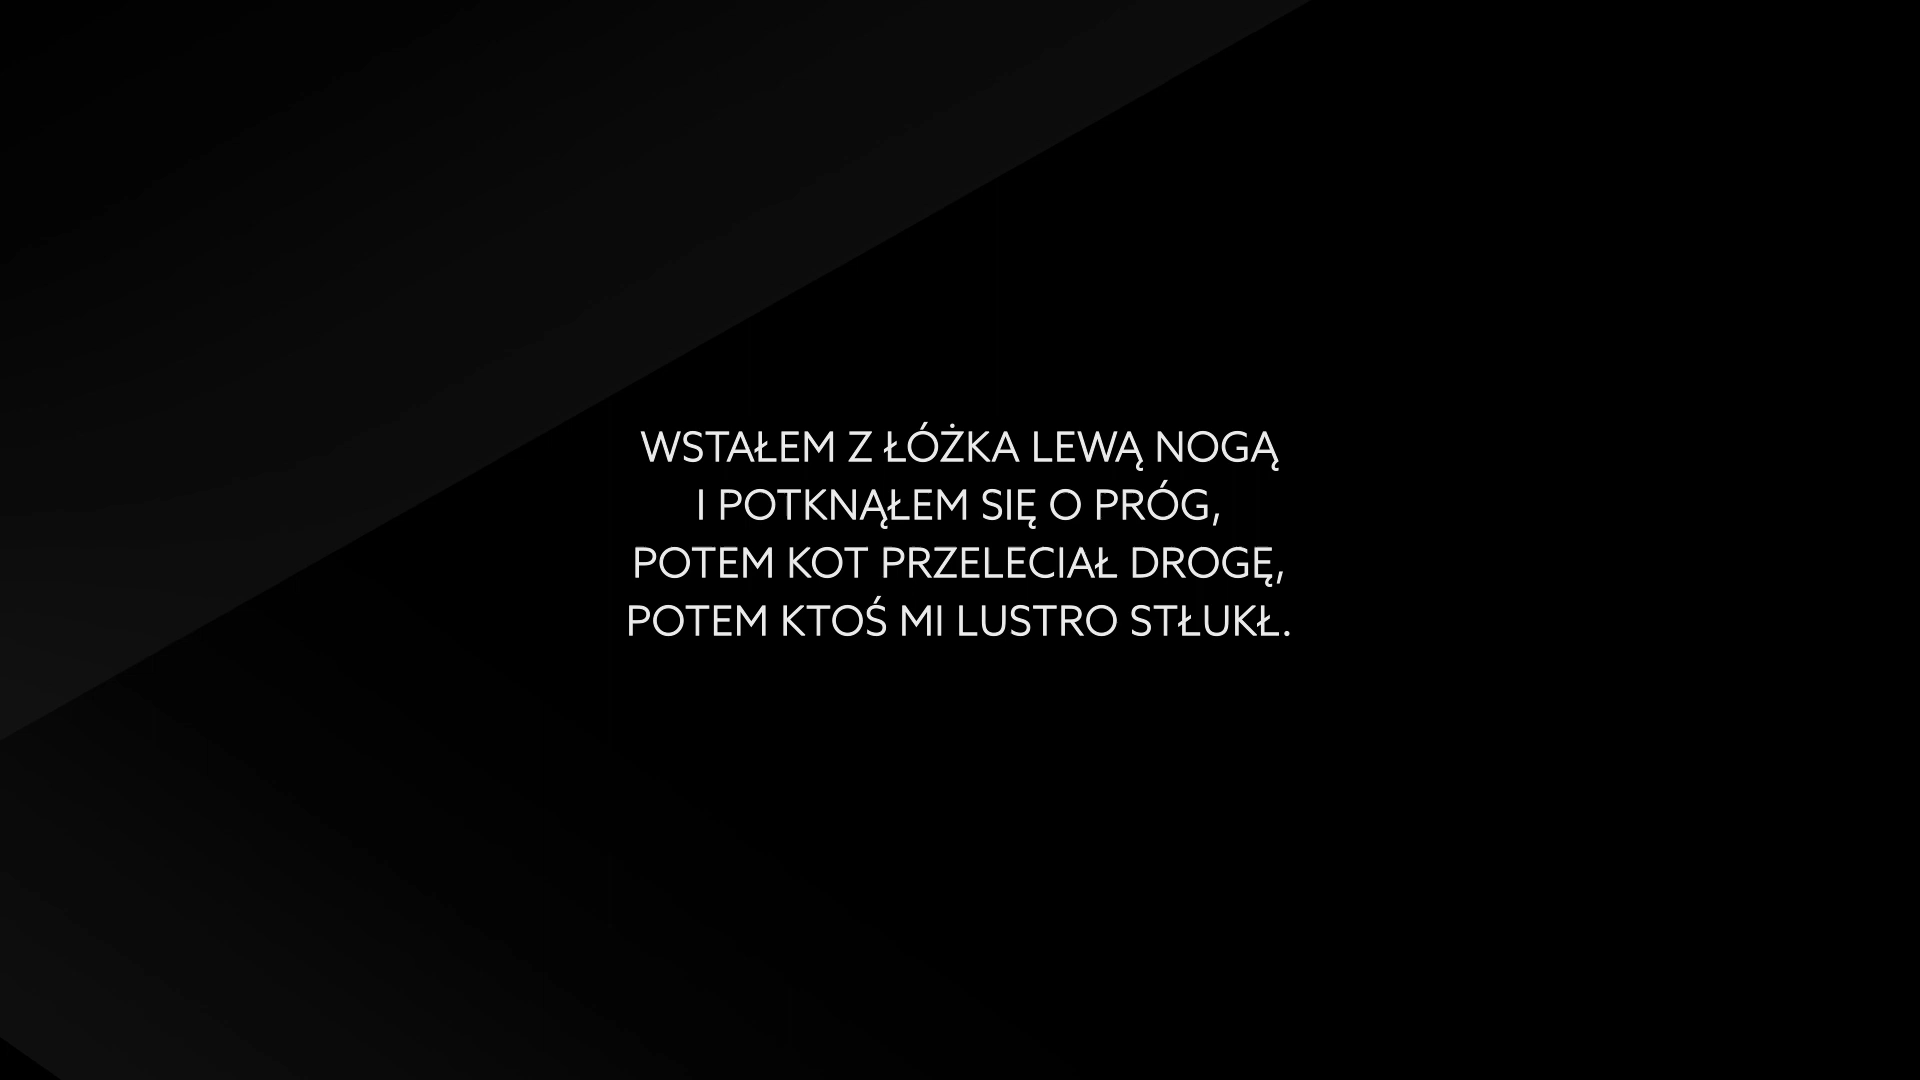 WSTAŁEM Z ŁÓŻKA LEWĄ NOGĄ
I POTKNĄŁEM SIĘ O PRÓG,
POTEM KOT PRZELECIAŁ DROGĘ,
POTEM KTOŚ MI LUSTRO STŁUKŁ.